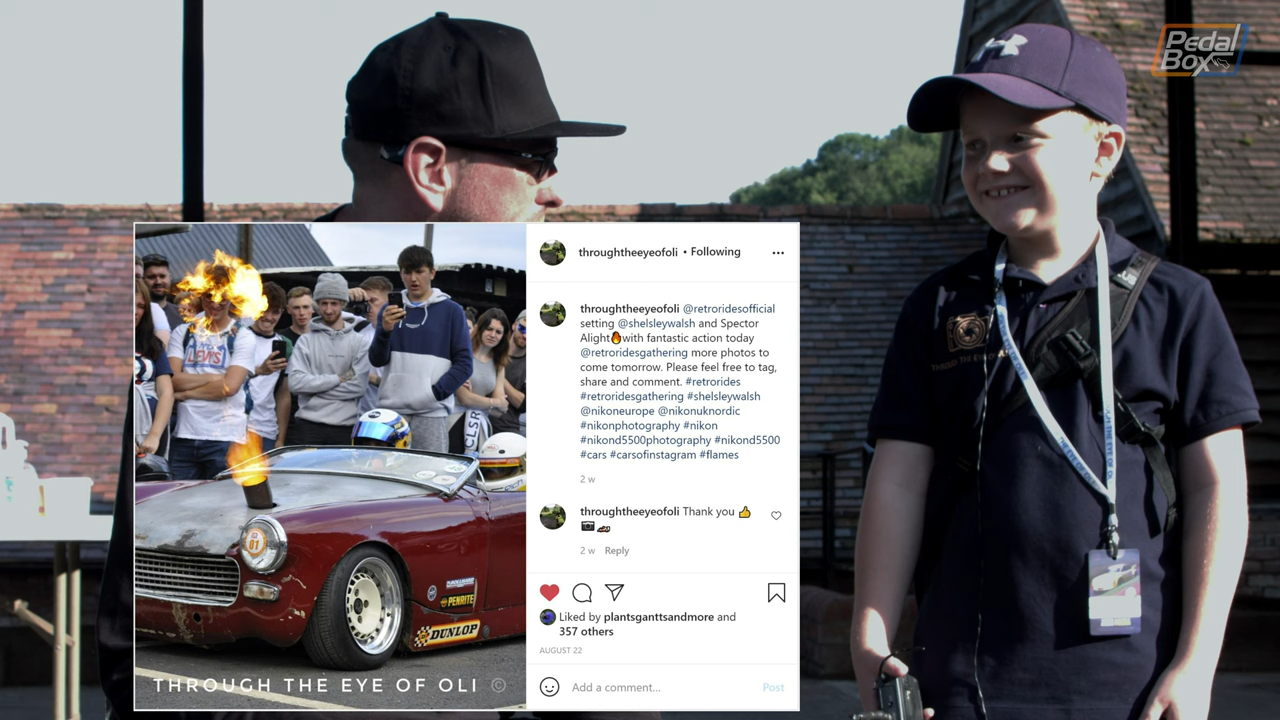 Pedal
Box
throughtheeyeofoli • Following
throughtheeyeofoli @retroridesofficial
setting @shelsleywalsh and Spector
Alight🔥with fantastic action today
@retroridesgathering more photos to
come tomorrow. Please feel free to tag,
share and comment. #retrorides
#retroridesgathering #shelsleywalsh
@nikoneurope @nikonuknordic
#nikonphotography #nikon
#nikond5500photography #nikond5500
#cars #carsofinstagram #flames
2 w
throughtheeyeofoli Thank you 👍
📷🏎️
2 w Reply
Liked by plantsganttsandmore and
357 others
AUGUST 22
Add a comment... Post
LEVI'S
01
PENRITE
DUNLOP
THROUGH THE EYE OF OLI ©